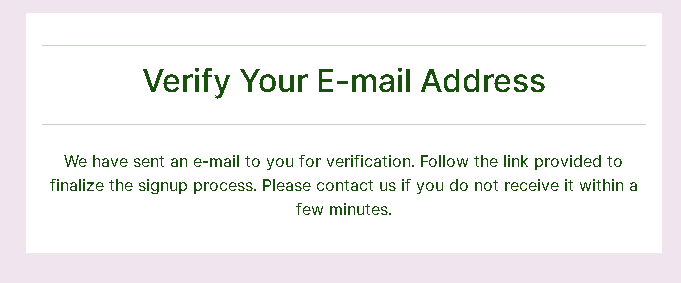 Verify Your E-mail Address
We have sent an e-mail to you for verification. Follow the link provided to
finalize the signup process. Please contact us if you do not receive it within a
few minutes.